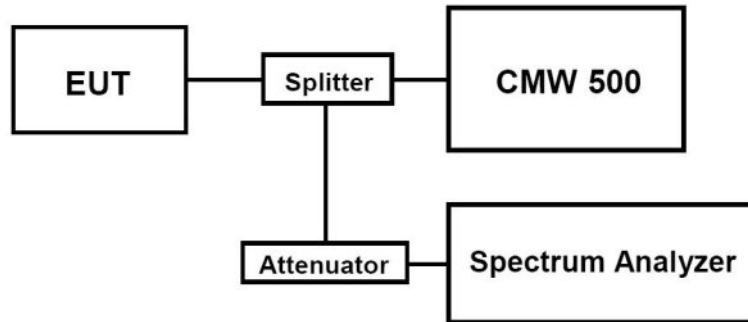 EUT
Splitter
CMW 500
Attenuator
Spectrum Analyzer